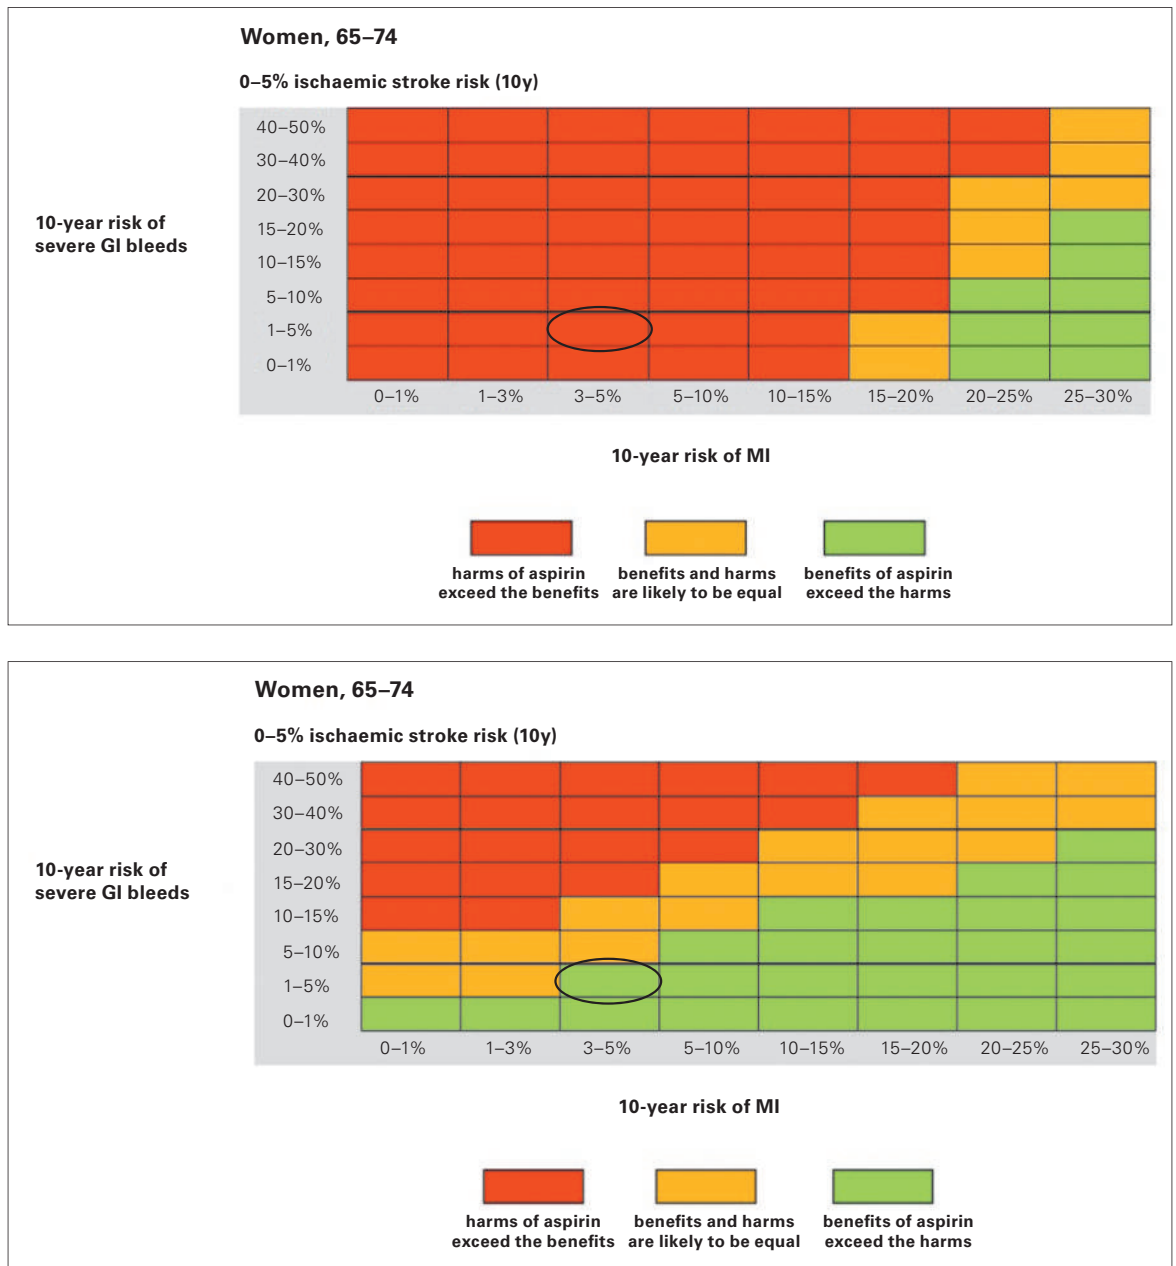 Women, 65–74
0–5% ischaemic stroke risk (10y)
10-year risk of
severe GI bleeds
40–50%
30–40%
20–30%
15–20%
10–15%
5–10%
1–5%
0–1%
0–1% 1–3% 3–5% 5–10% 10–15% 15–20% 20–25% 25–30%
10-year risk of MI
harms of aspirin
exceed the benefits
benefits and harms
are likely to be equal
benefits of aspirin
exceed the harms
Women, 65–74
0–5% ischaemic stroke risk (10y)
10-year risk of
severe GI bleeds
40–50%
30–40%
20–30%
15–20%
10–15%
5–10%
1–5%
0–1%
0–1% 1–3% 3–5% 5–10% 10–15% 15–20% 20–25% 25–30%
10-year risk of MI
harms of aspirin
exceed the benefits
benefits and harms
are likely to be equal
benefits of aspirin
exceed the harms